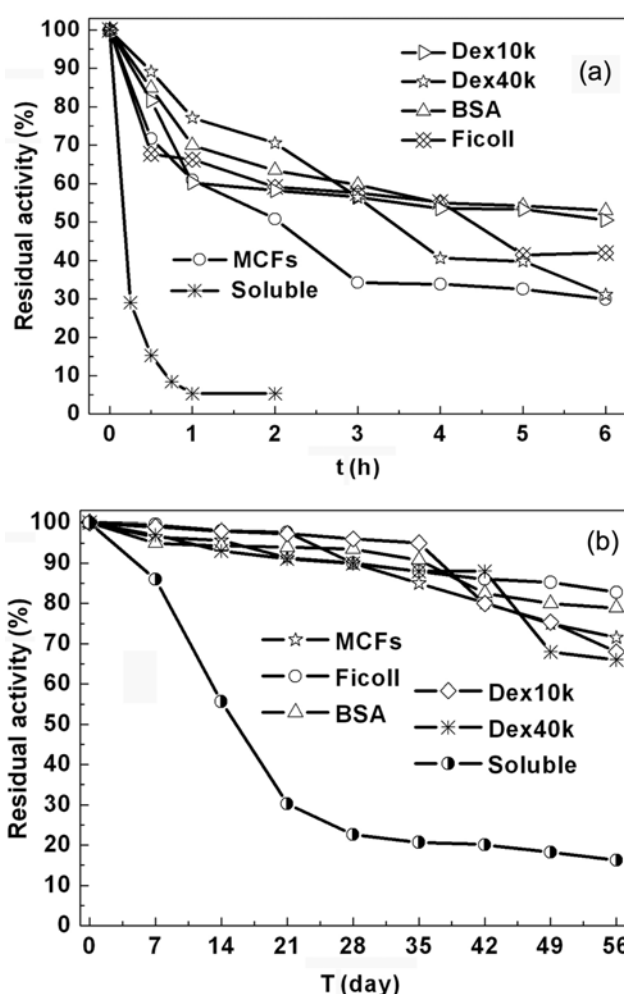 100
90
80
70
60
50
40
30
20
10
0
Residual activity (%)
Dex10k
Dex40k
BSA
Ficoll
(a)
MCFs
Soluble
0 1 2 3 4 5 6
t (h)
100
90
80
70
60
50
40
30
20
10
0
Residual activity (%)
(b)
MCFs
Ficoll
BSA
Dex10k
Dex40k
Soluble
0 7 14 21 28 35 42 49 56
T (day)